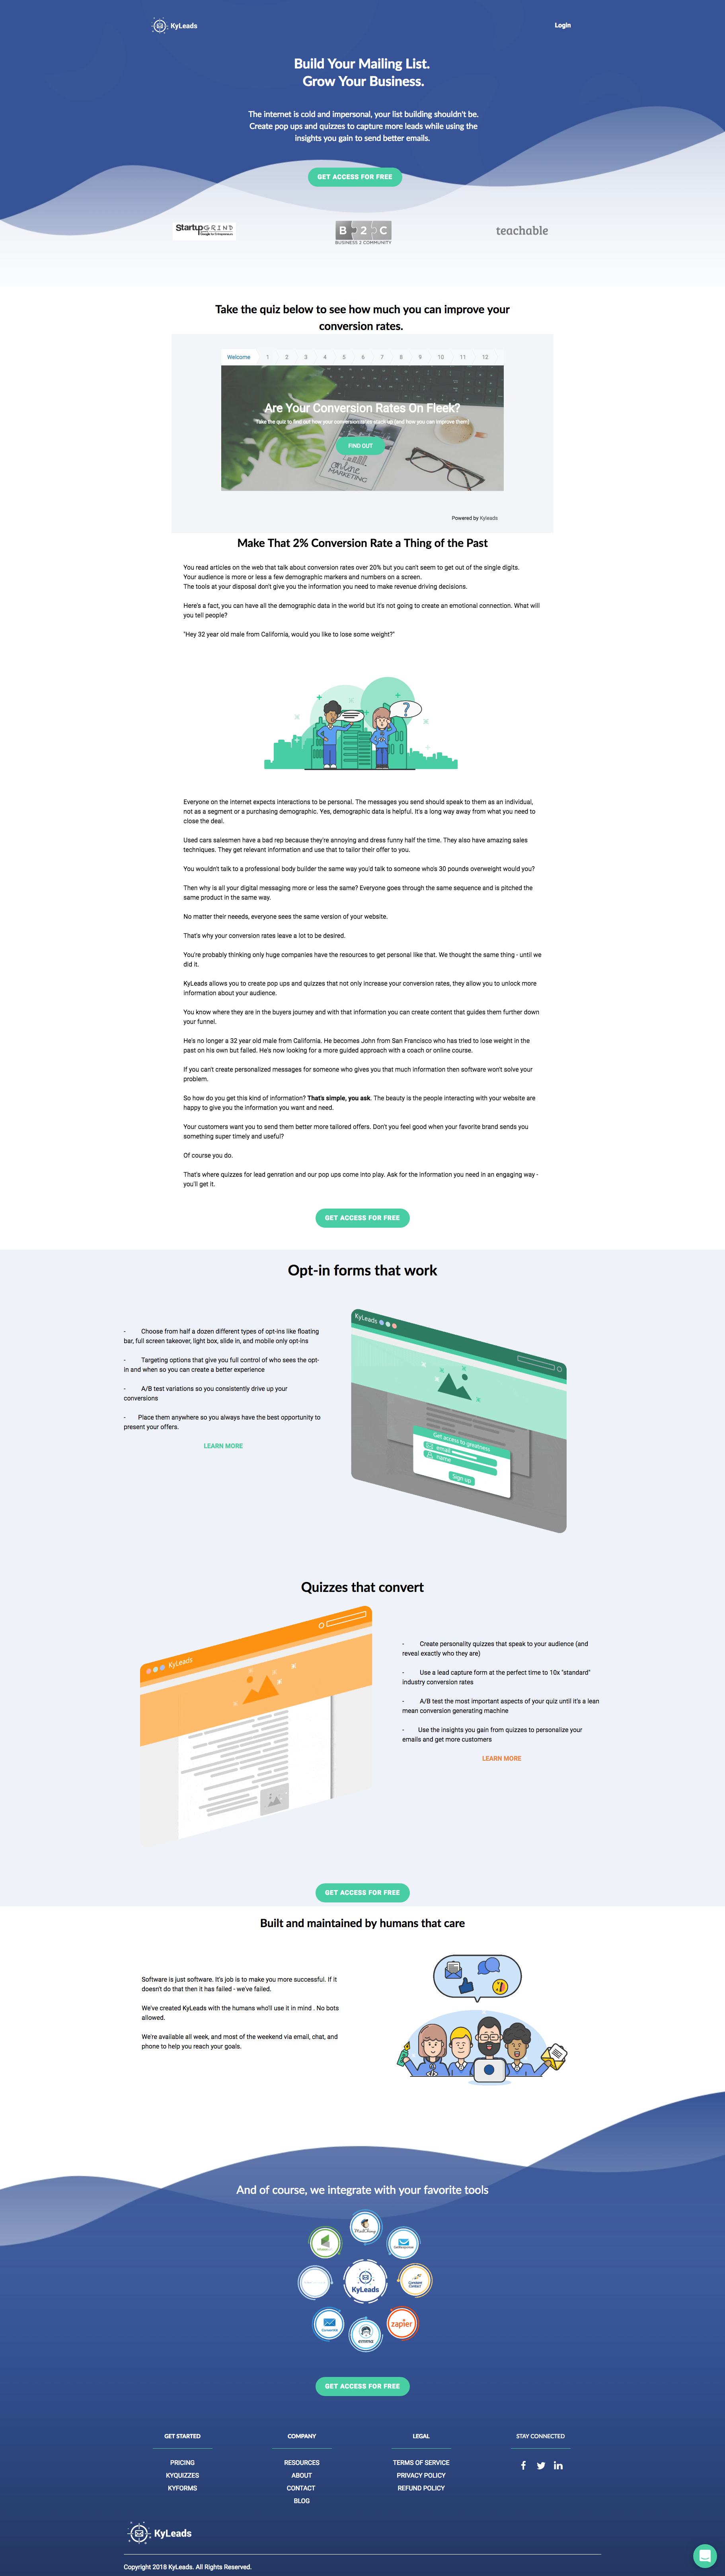 KyLeads
Login
Build Your Mailing List.
Grow Your Business.
The internet is cold and impersonal, your list building shouldn't be.
Create pop ups and quizzes to capture more leads while using the
insights you gain to send better emails.
GET ACCESS FOR FREE
Startup GRIND
B 2 C
BUSINESS 2 COMMUNITY
teachable
Take the quiz below to see how much you can improve your
conversion rates.
Welcome 1 2 3 4 5 6 7 8 9 10 11 12
Are Your Conversion Rates On Fleek?
Take the quiz to find out how your conversion rates stack up (and how you can improve them)
FIND OUT
Online
MARKETING
Powered by Kyleads
Make That 2% Conversion Rate a Thing of the Past
You read articles on the web that talk about conversion rates over 20% but you can't seem to get out of the single digits.
Your audience is more or less a few demographic markers and numbers on a screen.
The tools at your disposal don't give you the information you need to make revenue driving decisions.
Here's a fact, you can have all the demographic data in the world but it's not going to create an emotional connection. What will
you tell people?
"Hey 32 year old male from California, would you like to lose some weight?"
?
Everyone on the internet expects interactions to be personal. The messages you send should speak to them as an individual,
not as a segment or a purchasing demographic. Yes, demographic data is helpful. It's a long way away from what you need to
close the deal.
Used cars salesmen have a bad rep because they're annoying and dress funny half the time. They also have amazing sales
techniques. They get relevant information and use that to tailor their offer to you.
You wouldn't talk to a professional body builder the same way you'd talk to someone who's 30 pounds overweight would you?
Then why is all your digital messaging more or less the same? Everyone goes through the same sequence and is pitched the
same product in the same way.
No matter their neeeds, everyone sees the same version of your website.
That's why your conversion rates leave a lot to be desired.
You're probably thinking only huge companies have the resources to get personal like that. We thought the same thing - until we
did it.
KyLeads allows you to create pop ups and quizzes that not only increase your conversion rates, they allow you to unlock more
information about your audience.
You know where they are in the buyers journey and with that information you can create content that guides them further down
your funnel.
He's no longer a 32 year old male from California. He becomes John from San Francisco who has tried to lose weight in the
past on his own but failed. He's now looking for a more guided approach with a coach or online course.
If you can't create personalized messages for someone who gives you that much information then software won't solve your
problem.
So how do you get this kind of information? That's simple, you ask. The beauty is the people interacting with your website are
happy to give you the information you want and need.
Your customers want you to send them better more tailored offers. Don't you feel good when your favorite brand sends you
something super timely and useful?
Of course you do.
That's where quizzes for lead genration and our pop ups come into play. Ask for the information you need in an engaging way -
you'll get it.
GET ACCESS FOR FREE
Opt-in forms that work
- Choose from half a dozen different types of opt-ins like floating
bar, full screen takeover, light box, slide in, and mobile only opt-ins
- Targeting options that give you full control of who sees the opt-
in and when so you can create a better experience
- A/B test variations so you consistently drive up your
conversions
- Place them anywhere so you always have the best opportunity to
present your offers.
LEARN MORE
KyLeads
Get access to greatness
email
name
Sign up
Quizzes that convert
KyLeads
- Create personality quizzes that speak to your audience (and
reveal exactly who they are)
- Use a lead capture form at the perfect time to 10x "standard"
industry conversion rates
- A/B test the most important aspects of your quiz until it's a lean
mean conversion generating machine
- Use the insights you gain from quizzes to personalize your
emails and get more customers
LEARN MORE
GET ACCESS FOR FREE
Built and maintained by humans that care
Software is just software. It's job is to make you more successful. If it
doesn't do that then it has failed - we've failed.
We've created KyLeads with the humans who'll use it in mind . No bots
allowed.
We're available all week, and most of the weekend via email, chat, and
phone to help you reach your goals.
And of course, we integrate with your favorite tools
MailChimp
GetResponse
Constant
Contact
zapier
KyLeads
GET ACCESS FOR FREE
GET STARTED
PRICING
KYQUIZZES
KYFORMS
COMPANY
RESOURCES
ABOUT
CONTACT
BLOG
LEGAL
TERMS OF SERVICE
PRIVACY POLICY
REFUND POLICY
STAY CONNECTED
KyLeads
Copyright 2018 KyLeads. All Rights Reserved.